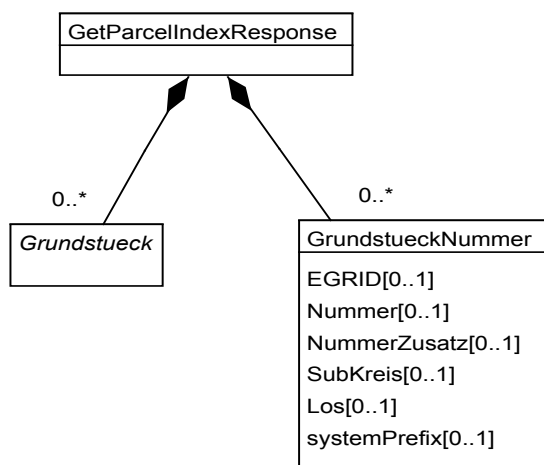 GetParcelIndexResponse
0..*
0..*
Grundstueck
GrundstueckNummer
EGRID[0..1]
Nummer[0..1]
NummerZusatz[0..1]
SubKreis[0..1]
Los[0..1]
systemPrefix[0..1]